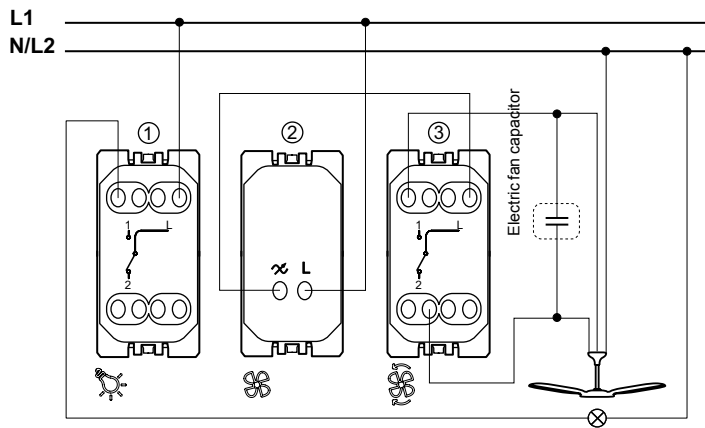 L1
N/L2
① ② ③
Electric fan capacitor
1 L
2
L
1 L
2